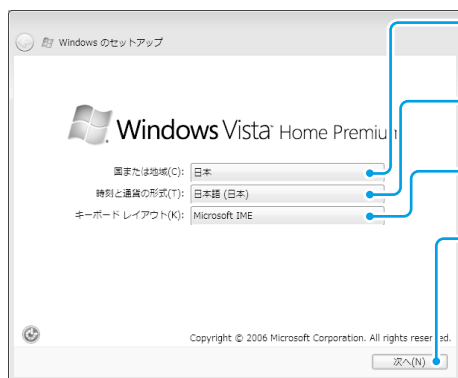 Windows のセットアップ
Windows Vista™ Home Premium
国または地域(C): 日本
時刻と通貨の形式(T): 日本語 (日本)
キーボード レイアウト(K): Microsoft IME
Copyright © 2006 Microsoft Corporation. All rights reserved.
次へ(N)